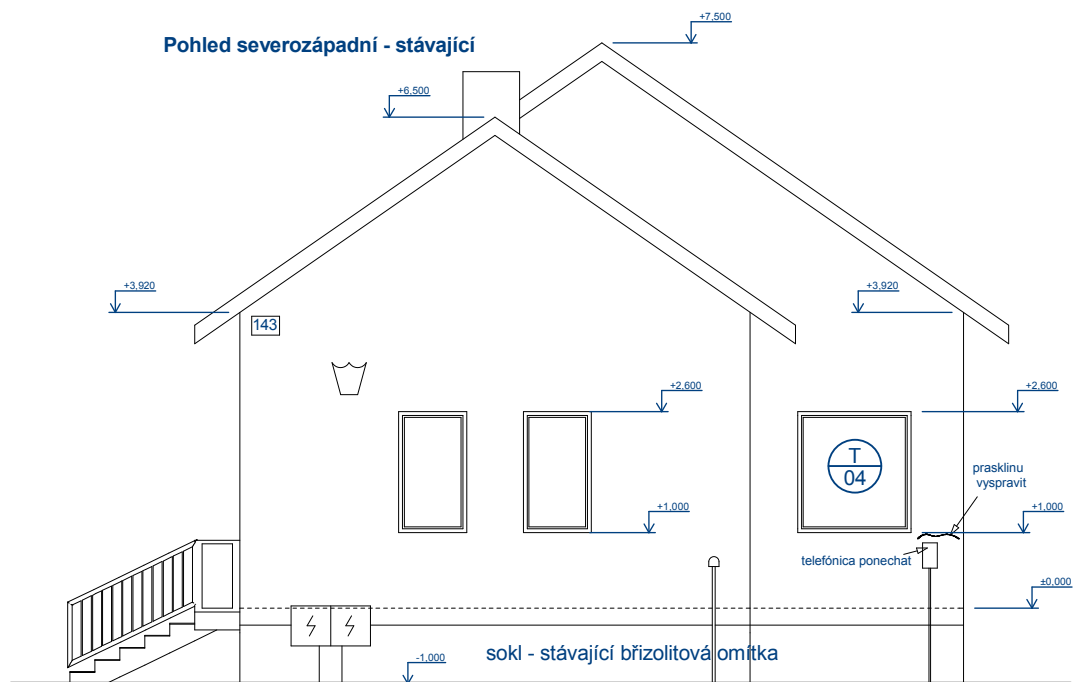 +7,500
Pohled severozápadní - stávající
+6,500
+3,920
+3,920
143
+2,600
+2,600
T
04
prasklinu
vyspravit
+1,000
+1,000
telefónica ponechat
±0,000
sokl - stávající břizolitová omítka
-1,000